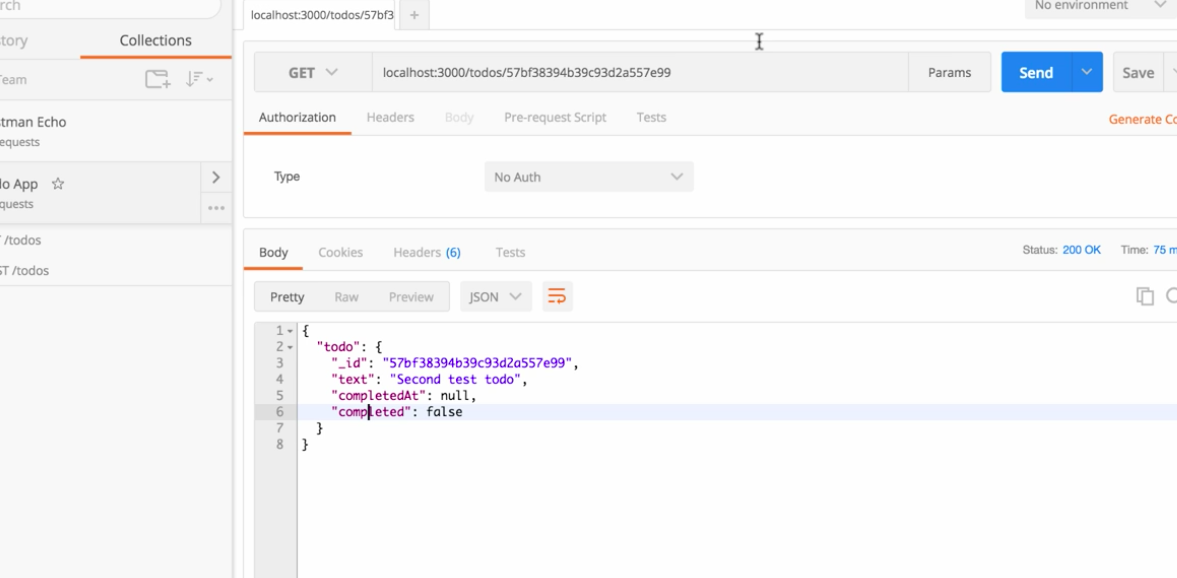 rch
localhost:3000/todos/57bf3
+
No environment
tory
Collections
GET
localhost:3000/todos/57bf38394b39c93d2a557e99
Params
Send
Save
Team
Authorization
Headers
Body
Pre-request Script
Tests
Generate Co
tman Echo
equests
Type
No Auth
lo App
quests
/todos
ST /todos
Body
Cookies
Headers (6)
Tests
Status: 200 OK
Time: 75 m
Pretty
Raw
Preview
JSON
1 {
2 "todo": {
3 "_id": "57bf38394b39c93d2a557e99",
4 "text": "Second test todo",
5 "completedAt": null,
6 "completed": false
7 }
8 }